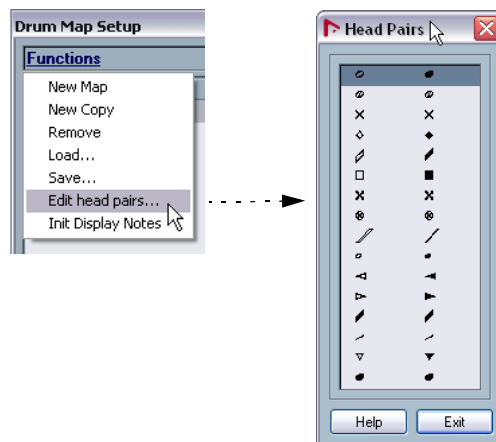 Drum Map Setup
Functions
New Map
New Copy
Remove
Load...
Save...
Edit head pairs...
Init Display Notes
Head Pairs
Help
Exit